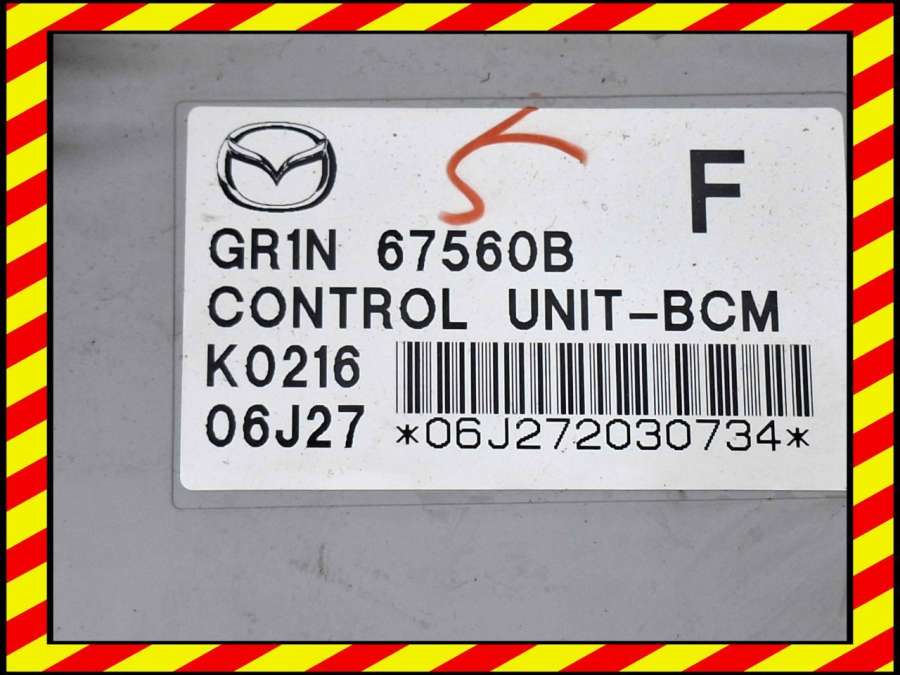 F
GR1N 67560B
CONTROL UNIT-BCM
K0216
06J27 *06J272030734*